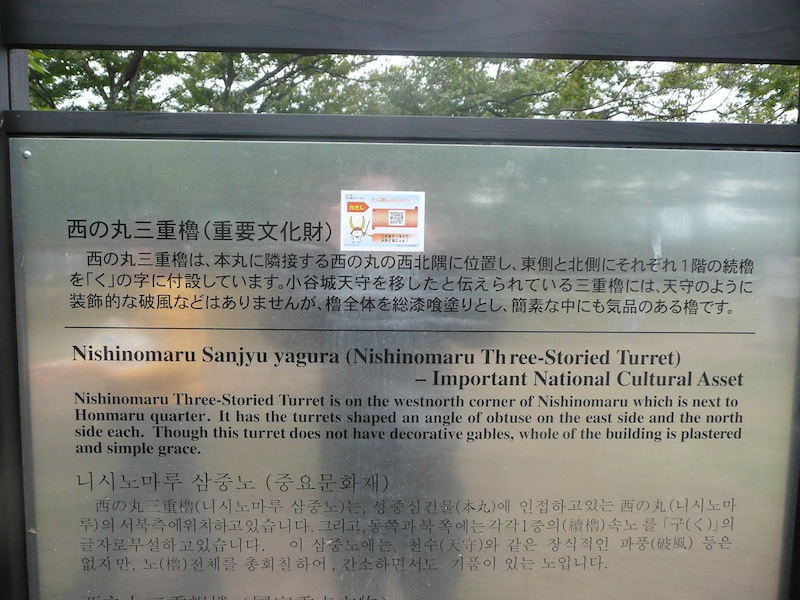 西の丸三重櫓(重要文化財)
西の丸三重櫓は、本丸に隣接する西の丸の西北隅に位置し、東側と北側にそれぞれ1階の続櫓
を「く」の字に付設しています。小谷城天守を移したと伝えられている三重櫓には、天守のように
装飾的な破風などはありませんが、櫓全体を総漆喰塗りとし、簡素な中にも気品のある櫓です。
Nishinomaru Sanjyu yagura (Nishinomaru Three-Storied Turret)
– Important National Cultural Asset
Nishinomaru Three-Storied Turret is on the westnorth corner of Nishinomaru which is next to
Honmaru quarter. It has the turrets shaped an angle of obtuse on the east side and the north
side each. Though this turret does not have decorative gables, whole of the building is plastered
and simple grace.
니시노마루 삼중노 (중요문화재)
西の丸三重櫓(니시노마루 삼중노)는, 성 중심건물(本丸)에 인접하고있는 西の丸(니시노마
루)의 서북측에위치하고있습니다. 그리고, 동쪽과 북쪽에는 각각 1층의(續櫓)속노를 「구(く)」의
글자로부설하고있습니다. 이 삼중노에는, 천수(天守)와 같은 장식적인 파풍(破風) 등은
없지만, 노(櫓)전체를 총회칠하여, 간소하면서도 기품이 있는 노입니다.